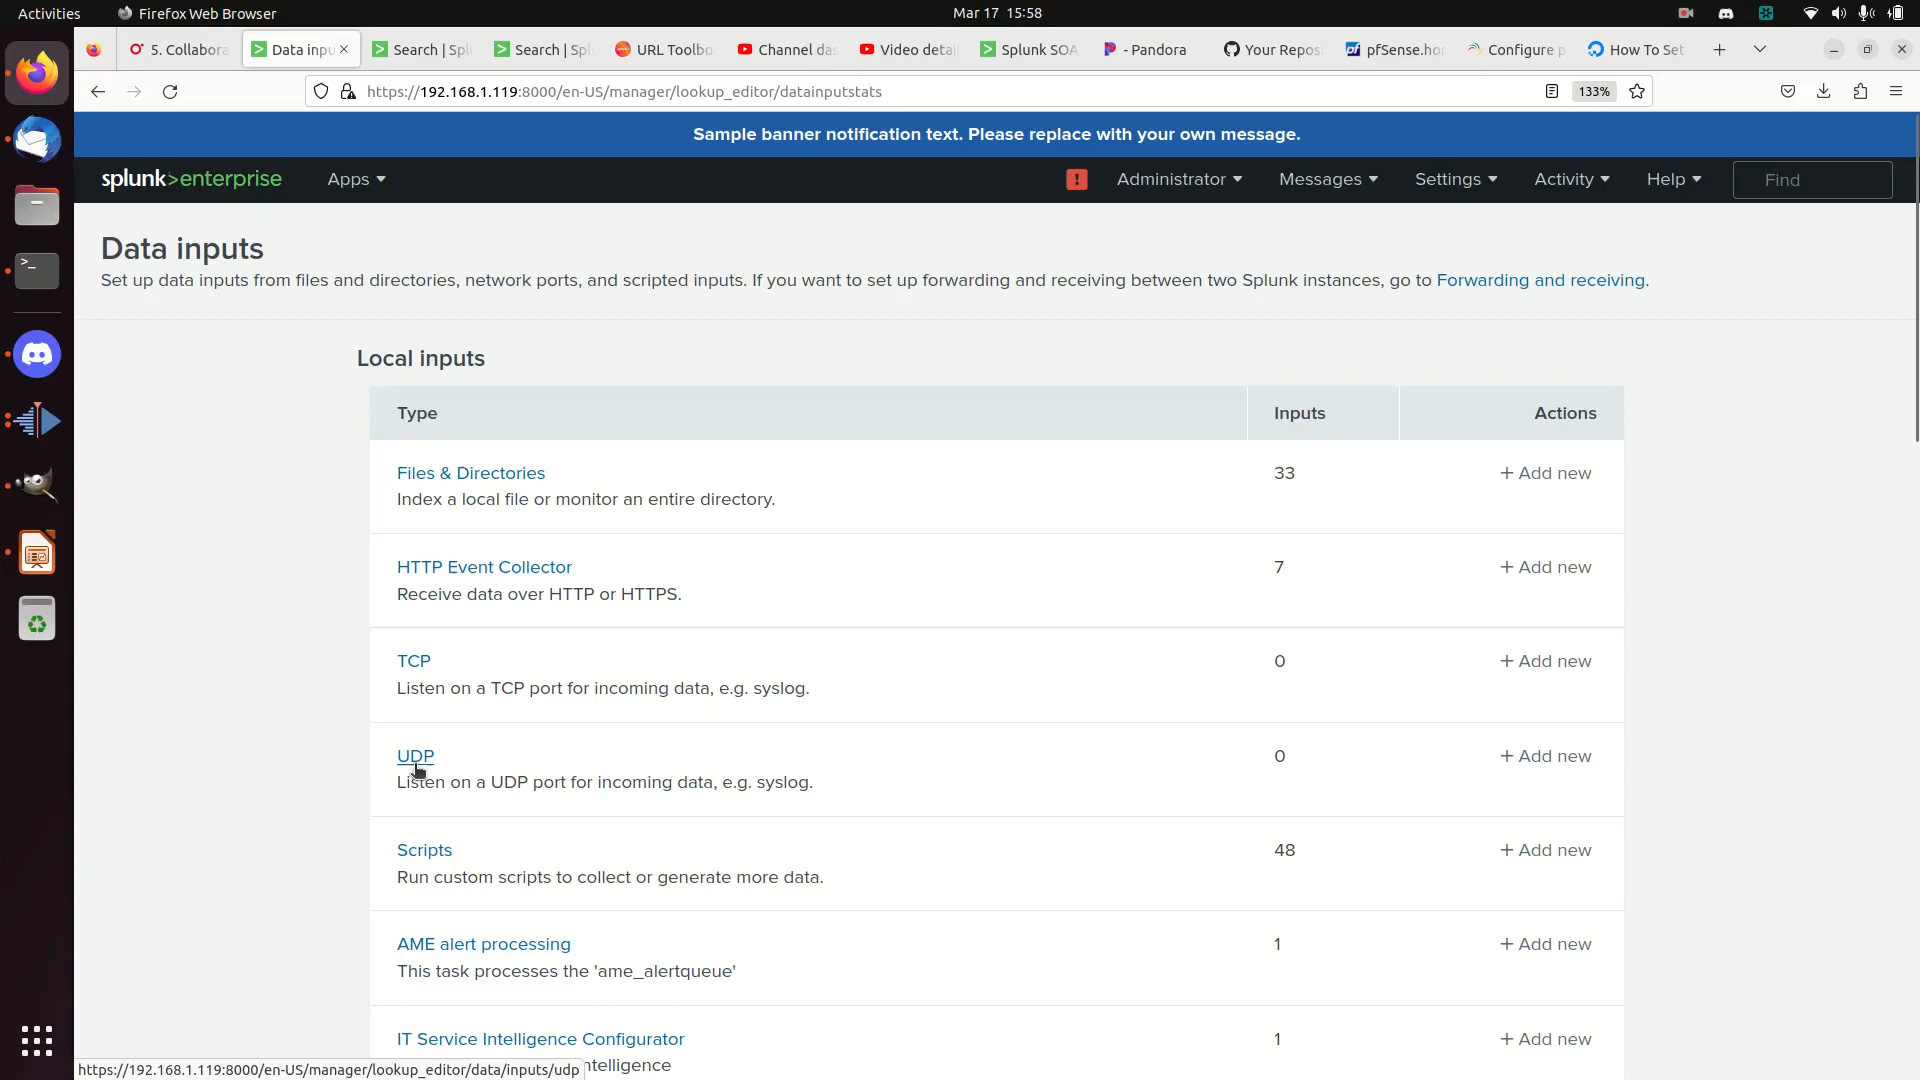 Activities
Firefox Web Browser
Mar 17 15:58
5. Collabora
Data inpu
Search | Spl
Search | Spl
URL Toolbo
Channel das
Video detai
Splunk SOA
- Pandora
Your Repos
pfSense.hor
Configure p
How To Set
https://192.168.1.119:8000/en-US/manager/lookup_editor/datainputstats
133%
Sample banner notification text. Please replace with your own message.
splunk>enterprise
Apps
Administrator
Messages
Settings
Activity
Help
Find
Data inputs
Set up data inputs from files and directories, network ports, and scripted inputs. If you want to set up forwarding and receiving between two Splunk instances, go to Forwarding and receiving.
Local inputs
Type Inputs Actions
Files & Directories 33 + Add new
Index a local file or monitor an entire directory.
HTTP Event Collector 7 + Add new
Receive data over HTTP or HTTPS.
TCP 0 + Add new
Listen on a TCP port for incoming data, e.g. syslog.
UDP 0 + Add new
Listen on a UDP port for incoming data, e.g. syslog.
Scripts 48 + Add new
Run custom scripts to collect or generate more data.
AME alert processing 1 + Add new
This task processes the 'ame_alertqueue'
IT Service Intelligence Configurator 1 + Add new
ntelligence
https://192.168.1.119:8000/en-US/manager/lookup_editor/data/inputs/udp